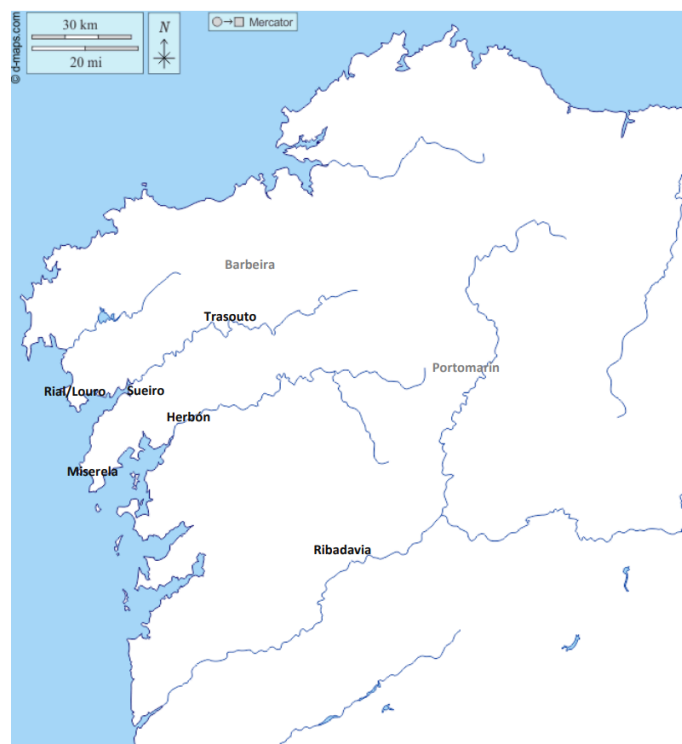 30 km
20 mi
N
Mercator
© d-maps.com
Barbeira
Trasouto
Portomarín
Rial/Louro
Sueiro
Herbón
Miserela
Ribadavia